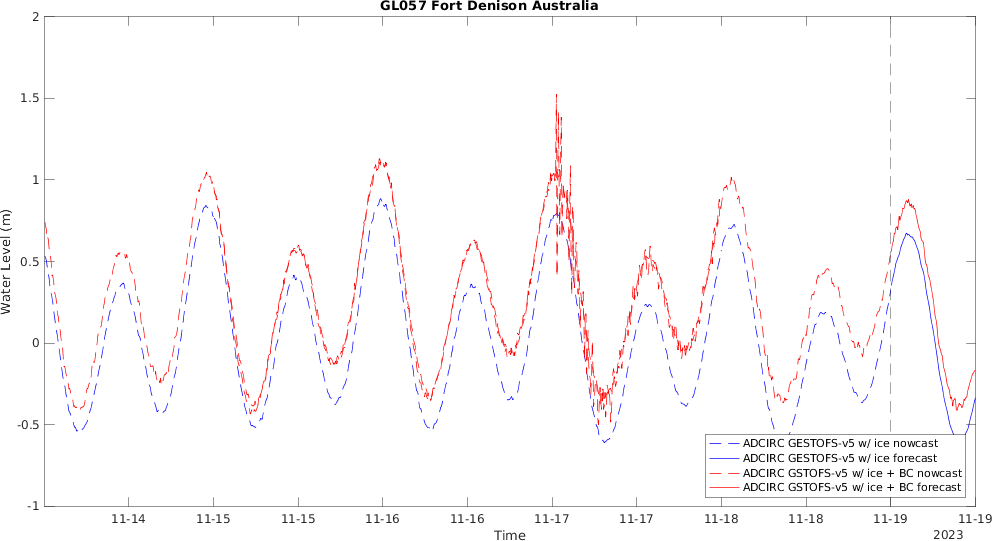 GL057 Fort Denison Australia
Water Level (m)
2
1.5
1
0.5
0
-0.5
-1
ADCIRC GESTOFS-v5 w/ ice nowcast
ADCIRC GESTOFS-v5 w/ ice forecast
ADCIRC GSTOFS-v5 w/ ice + BC nowcast
ADCIRC GSTOFS-v5 w/ ice + BC forecast
11-14 11-15 11-15 11-16 11-16 11-17 11-17 11-18 11-18 11-19 11-19
Time
2023